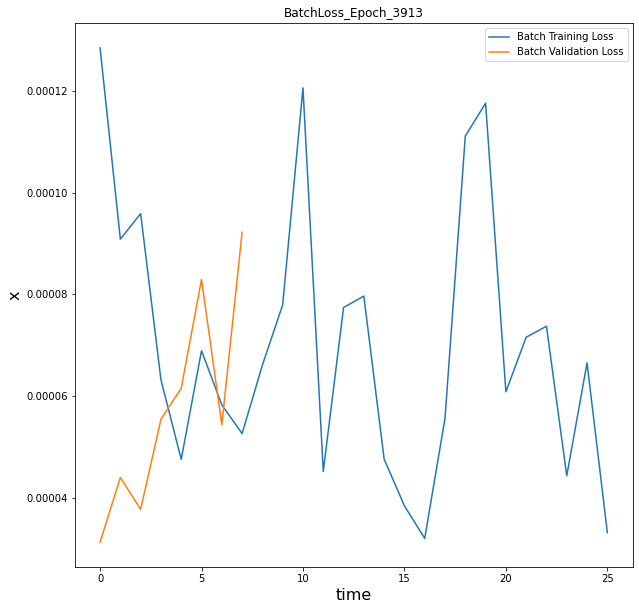 BatchLoss_Epoch_3913
Batch Training Loss
Batch Validation Loss
0.00012
0.00010
0.00008
0.00006
0.00004
x
0 5 10 15 20 25
time